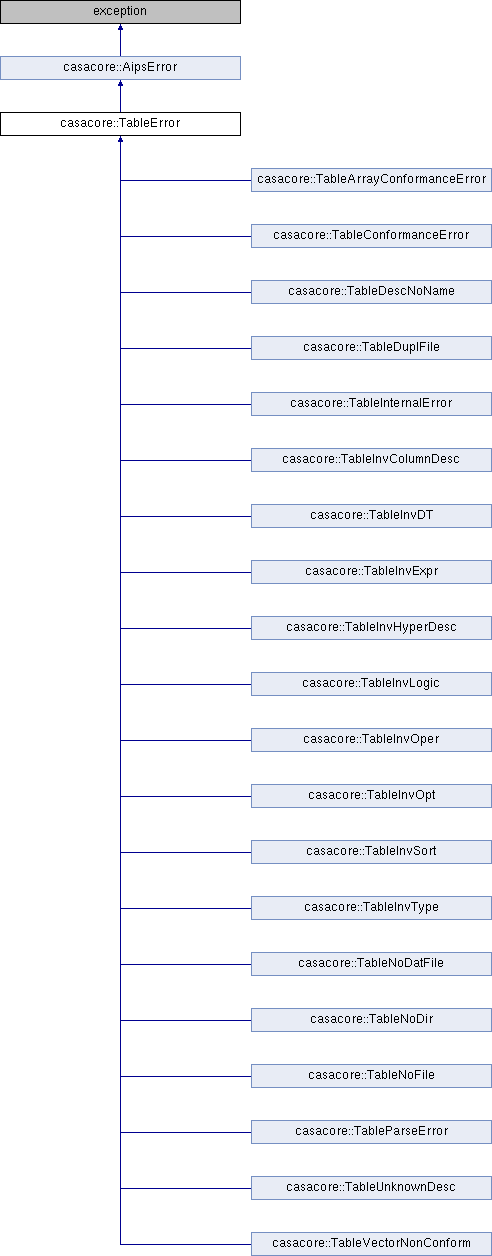 exception
casacore::AipsError
casacore::TableError
casacore::TableArrayConformanceError
casacore::TableConformanceError
casacore::TableDescNoName
casacore::TableDuplFile
casacore::TableInternalError
casacore::TableInvColumnDesc
casacore::TableInvDT
casacore::TableInvExpr
casacore::TableInvHyperDesc
casacore::TableInvLogic
casacore::TableInvOper
casacore::TableInvOpt
casacore::TableInvSort
casacore::TableInvType
casacore::TableNoDatFile
casacore::TableNoDir
casacore::TableNoFile
casacore::TableParseError
casacore::TableUnknownDesc
casacore::TableVectorNonConform